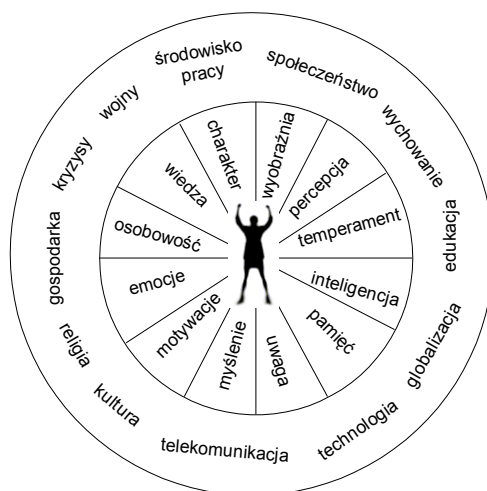 środowisko
pracy
społeczeństwo
wychowanie
edukacja
globalizacja
technologia
telekomunikacja
kultura
religia
gospodarka
kryzysy
wojny
charakter
wyobraźnia
percepcja
temperament
inteligencja
pamięć
uwaga
myślenie
motywacje
emocje
osobowość
wiedza